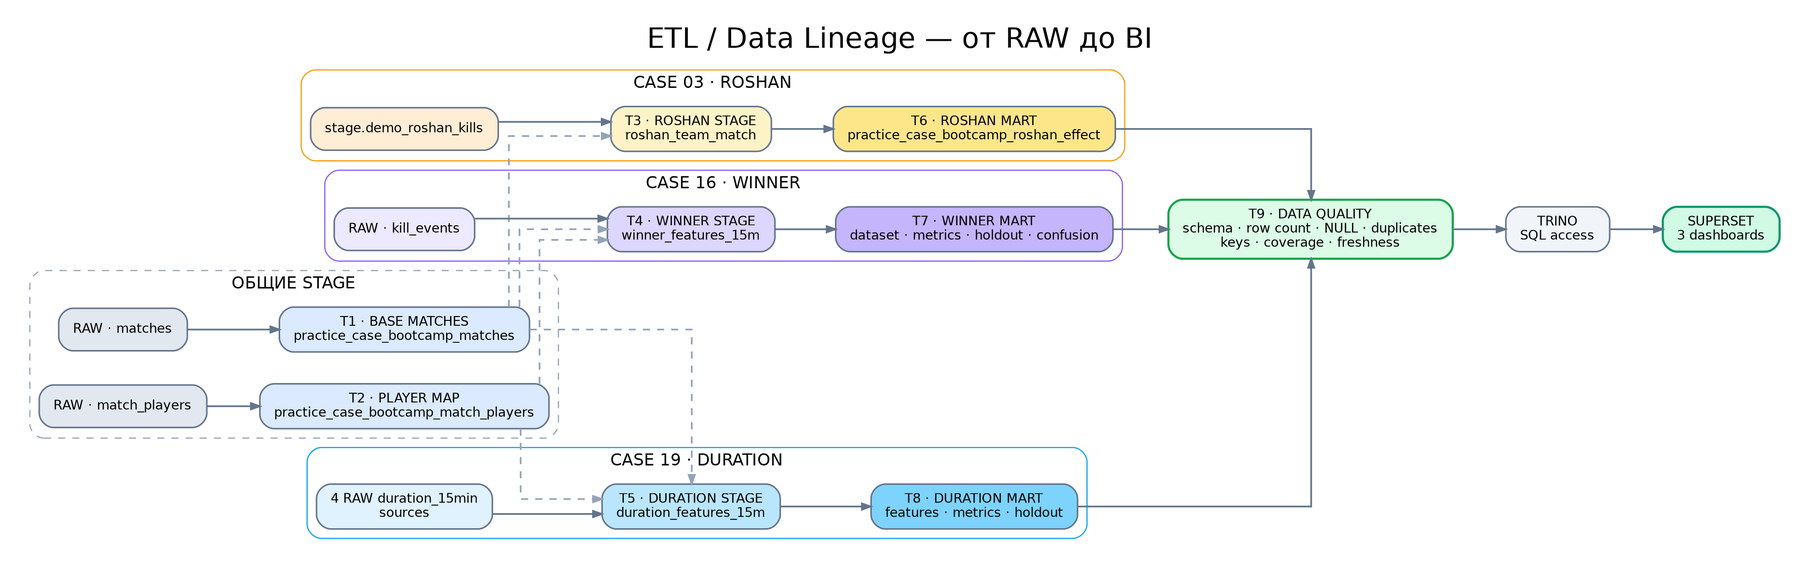 ETL / Data Lineage — от RAW до BI
CASE 03 · ROSHAN
stage.demo_roshan_kills
T3 · ROSHAN STAGE
roshan_team_match
T6 · ROSHAN MART
practice_case_bootcamp_roshan_effect
CASE 16 · WINNER
RAW · kill_events
T4 · WINNER STAGE
winner_features_15m
T7 · WINNER MART
dataset · metrics · holdout · confusion
T9 · DATA QUALITY
schema · row count · NULL · duplicates
keys · coverage · freshness
TRINO
SQL access
SUPERSET
3 dashboards
ОБЩИЕ STAGE
RAW · matches
T1 · BASE MATCHES
practice_case_bootcamp_matches
RAW · match_players
T2 · PLAYER MAP
practice_case_bootcamp_match_players
CASE 19 · DURATION
4 RAW duration_15min
sources
T5 · DURATION STAGE
duration_features_15m
T8 · DURATION MART
features · metrics · holdout